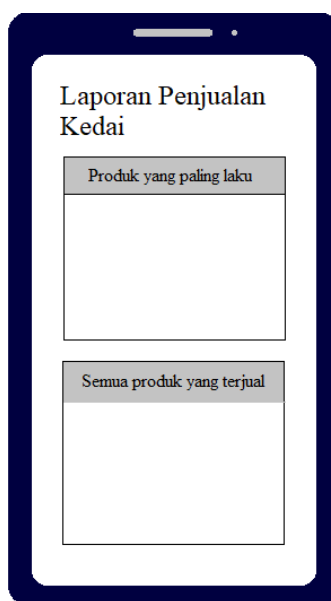 Laporan Penjualan
Kedai
Produk yang paling laku
Semua produk yang terjual